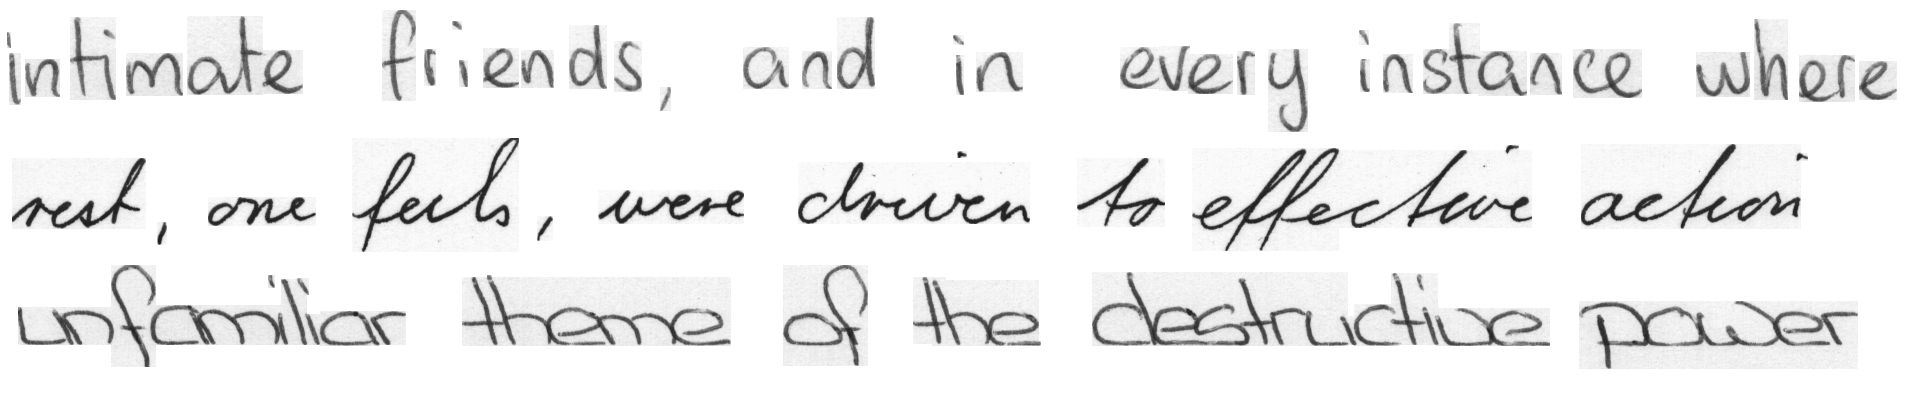 intimate friends, and in every instance where
rest, one feels, were driven to effective action
unfamiliar theme of the destructive power